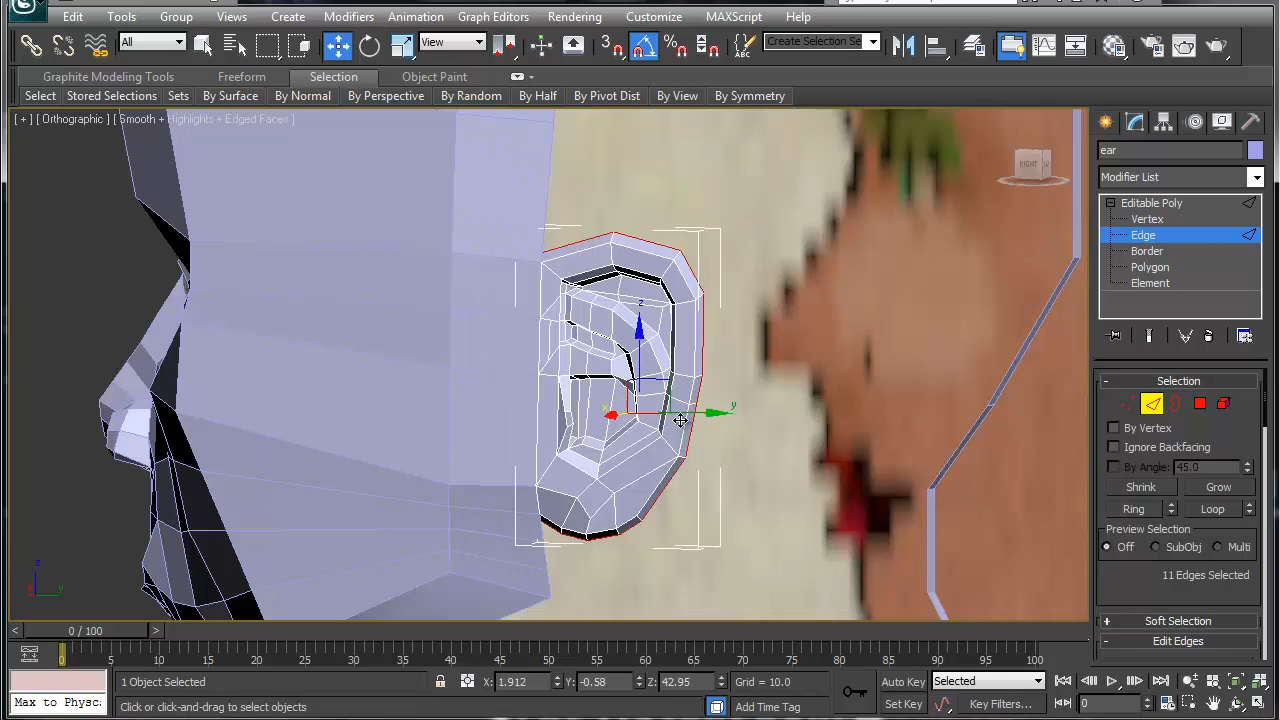 Edit Tools Group Views Create Modifiers Animation Graph Editors Rendering Customize MAXScript Help
All View 3 ABC Create Selection Se
Graphite Modeling Tools Freeform Selection Object Paint
Select Stored Selections Sets By Surface By Normal By Perspective By Random By Half By Pivot Dist By View By Symmetry
[ + ] [ Orthographic ] [ Smooth + Highlights + Edged Faces ]
RIGHT
ear
Modifier List
Editable Poly
Vertex
Edge
Border
Polygon
Element
z
y
x
- Selection
By Vertex
Ignore Backfacing
By Angle: 45.0
Shrink Grow
Ring Loop
Preview Selection
Off SubObj Multi
11 Edges Selected
+ Soft Selection
- Edit Edges
z
x y
< 0 / 100 >
0 5 10 15 20 25 30 35 40 45 50 55 60 65 70 75 80 85 90 95 100
1 Object Selected X: 1.912 Y: -0.58 Z: 42.95 Grid = 10.0 Auto Key Selected
Max to Physc Click or click-and-drag to select objects Add Time Tag Set Key Key Filters... 0